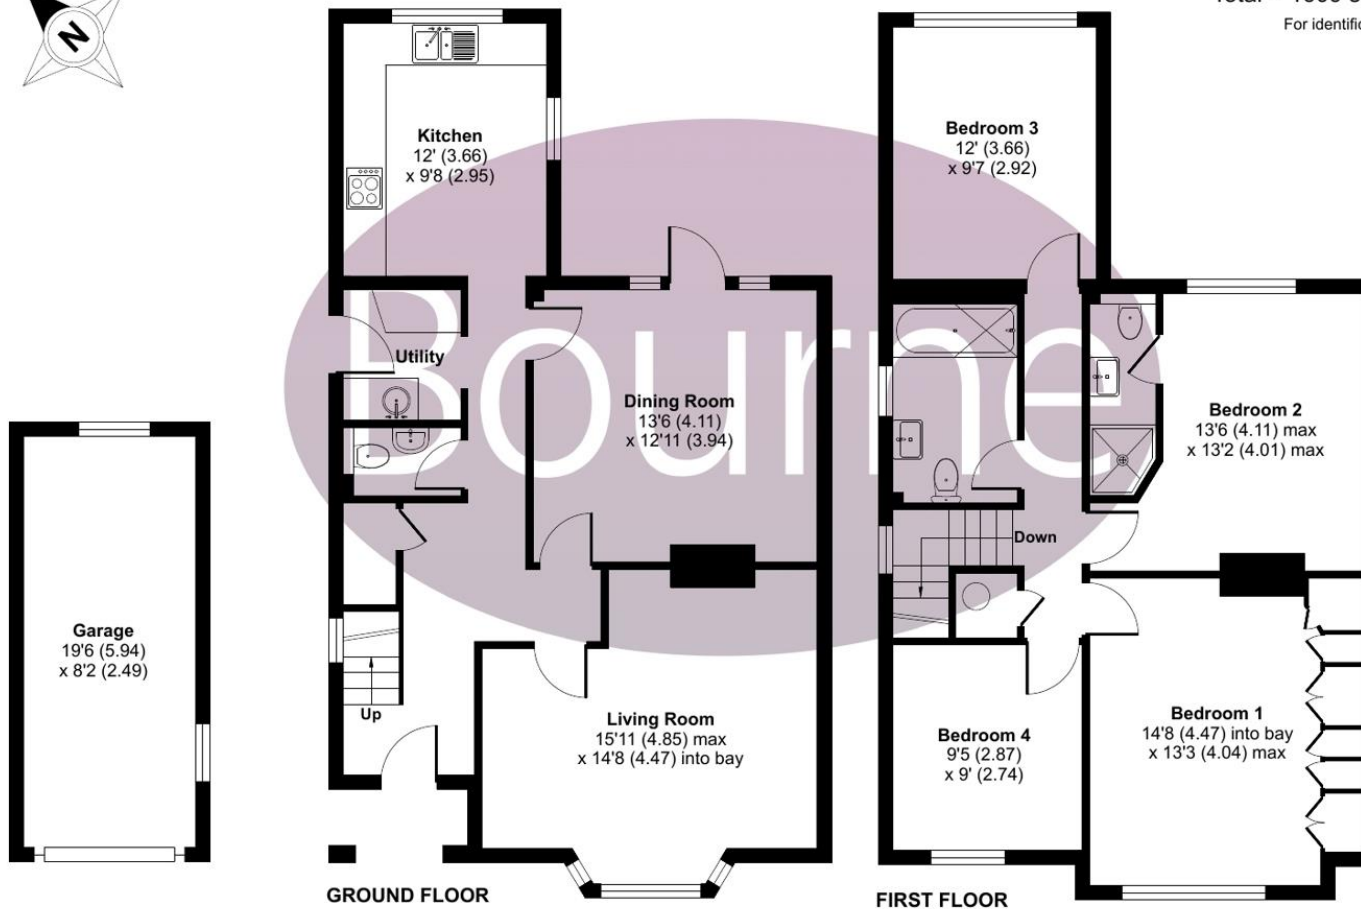 N
For identific
Kitchen
12' (3.66)
x 9'8 (2.95)
Bedroom 3
12' (3.66)
x 9'7 (2.92)
Bourne
Utility
Dining Room
13'6 (4.11)
x 12'11 (3.94)
Bedroom 2
13'6 (4.11) max
x 13'2 (4.01) max
Down
Garage
19'6 (5.94)
x 8'2 (2.49)
Up
Living Room
15'11 (4.85) max
x 14'8 (4.47) into bay
Bedroom 4
9'5 (2.87)
x 9' (2.74)
Bedroom 1
14'8 (4.47) into bay
x 13'3 (4.04) max
GROUND FLOOR
FIRST FLOOR